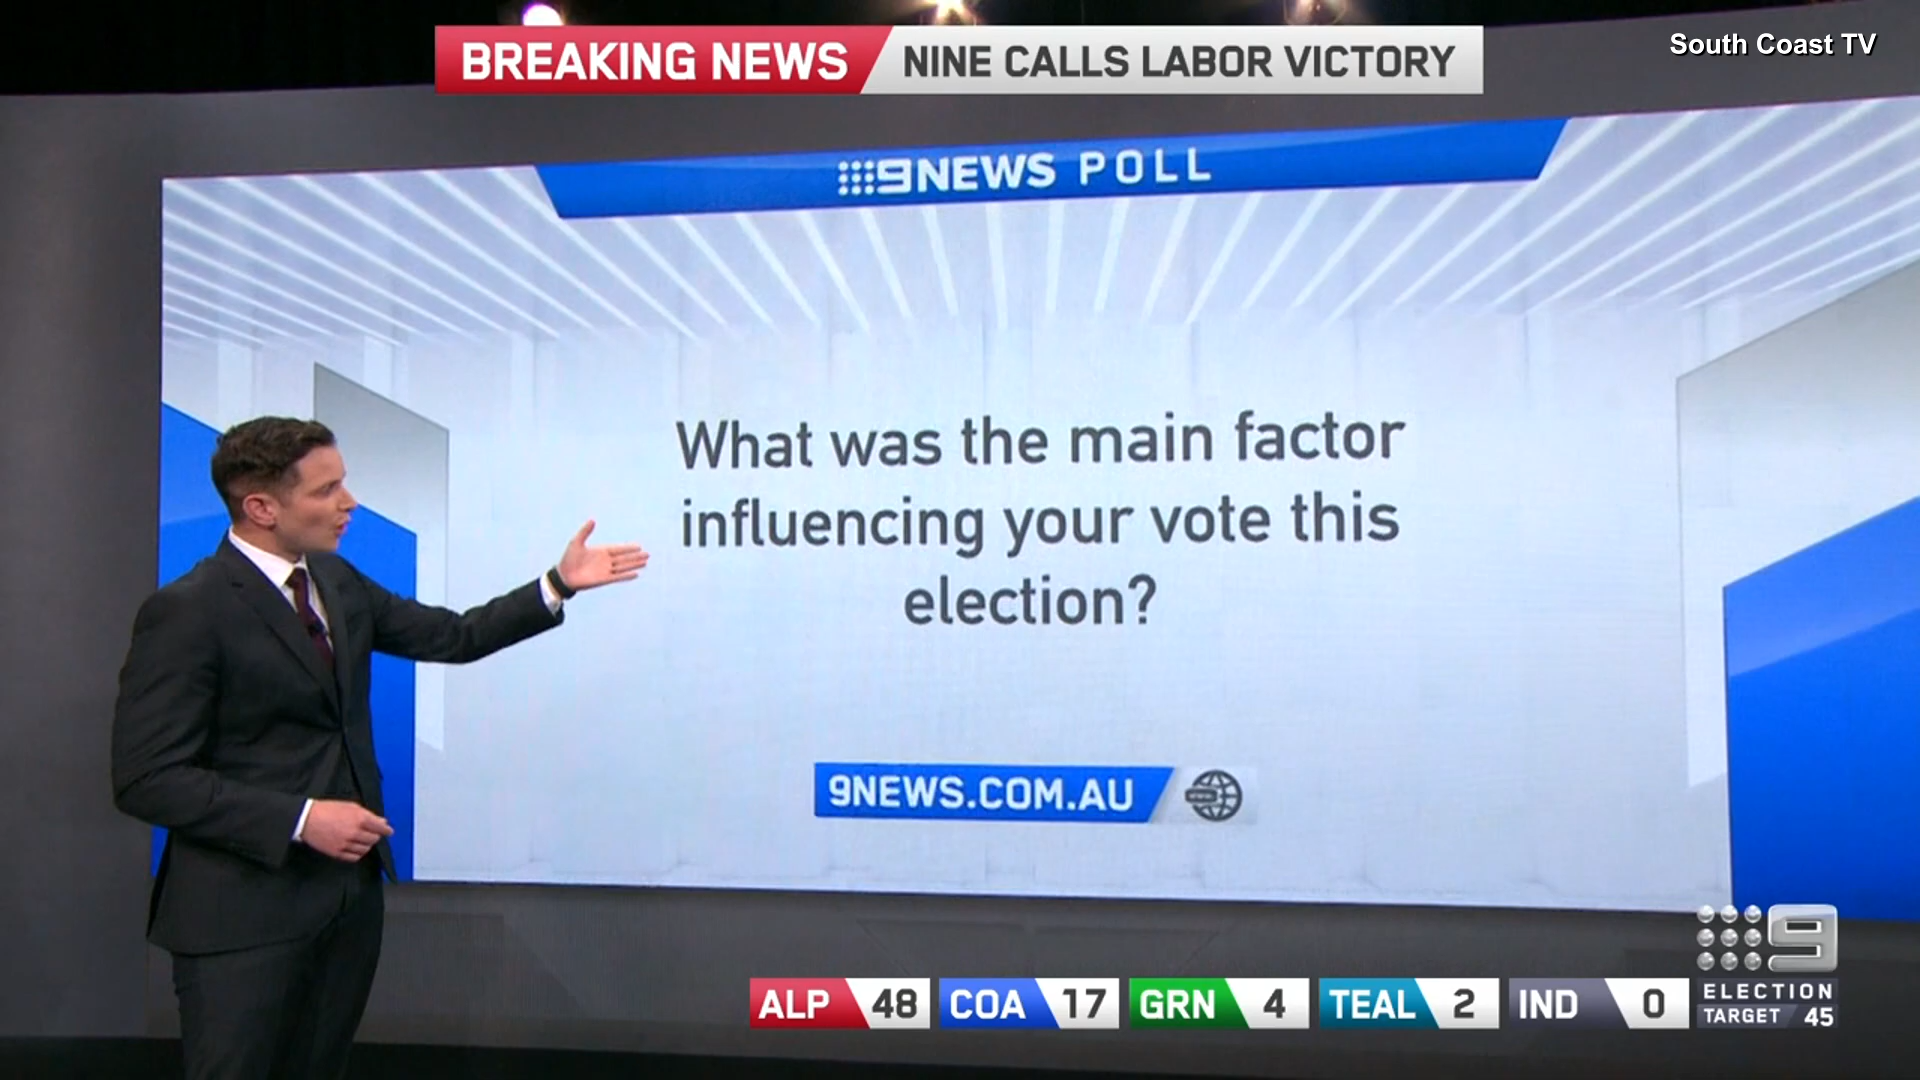 South Coast TV
BREAKING NEWS NINE CALLS LABOR VICTORY
9NEWS POLL
What was the main factor
influencing your vote this
election?
9NEWS.COM.AU
9
ALP 48 COA 17 GRN 4 TEAL 2 IND 0
ELECTION
TARGET 45